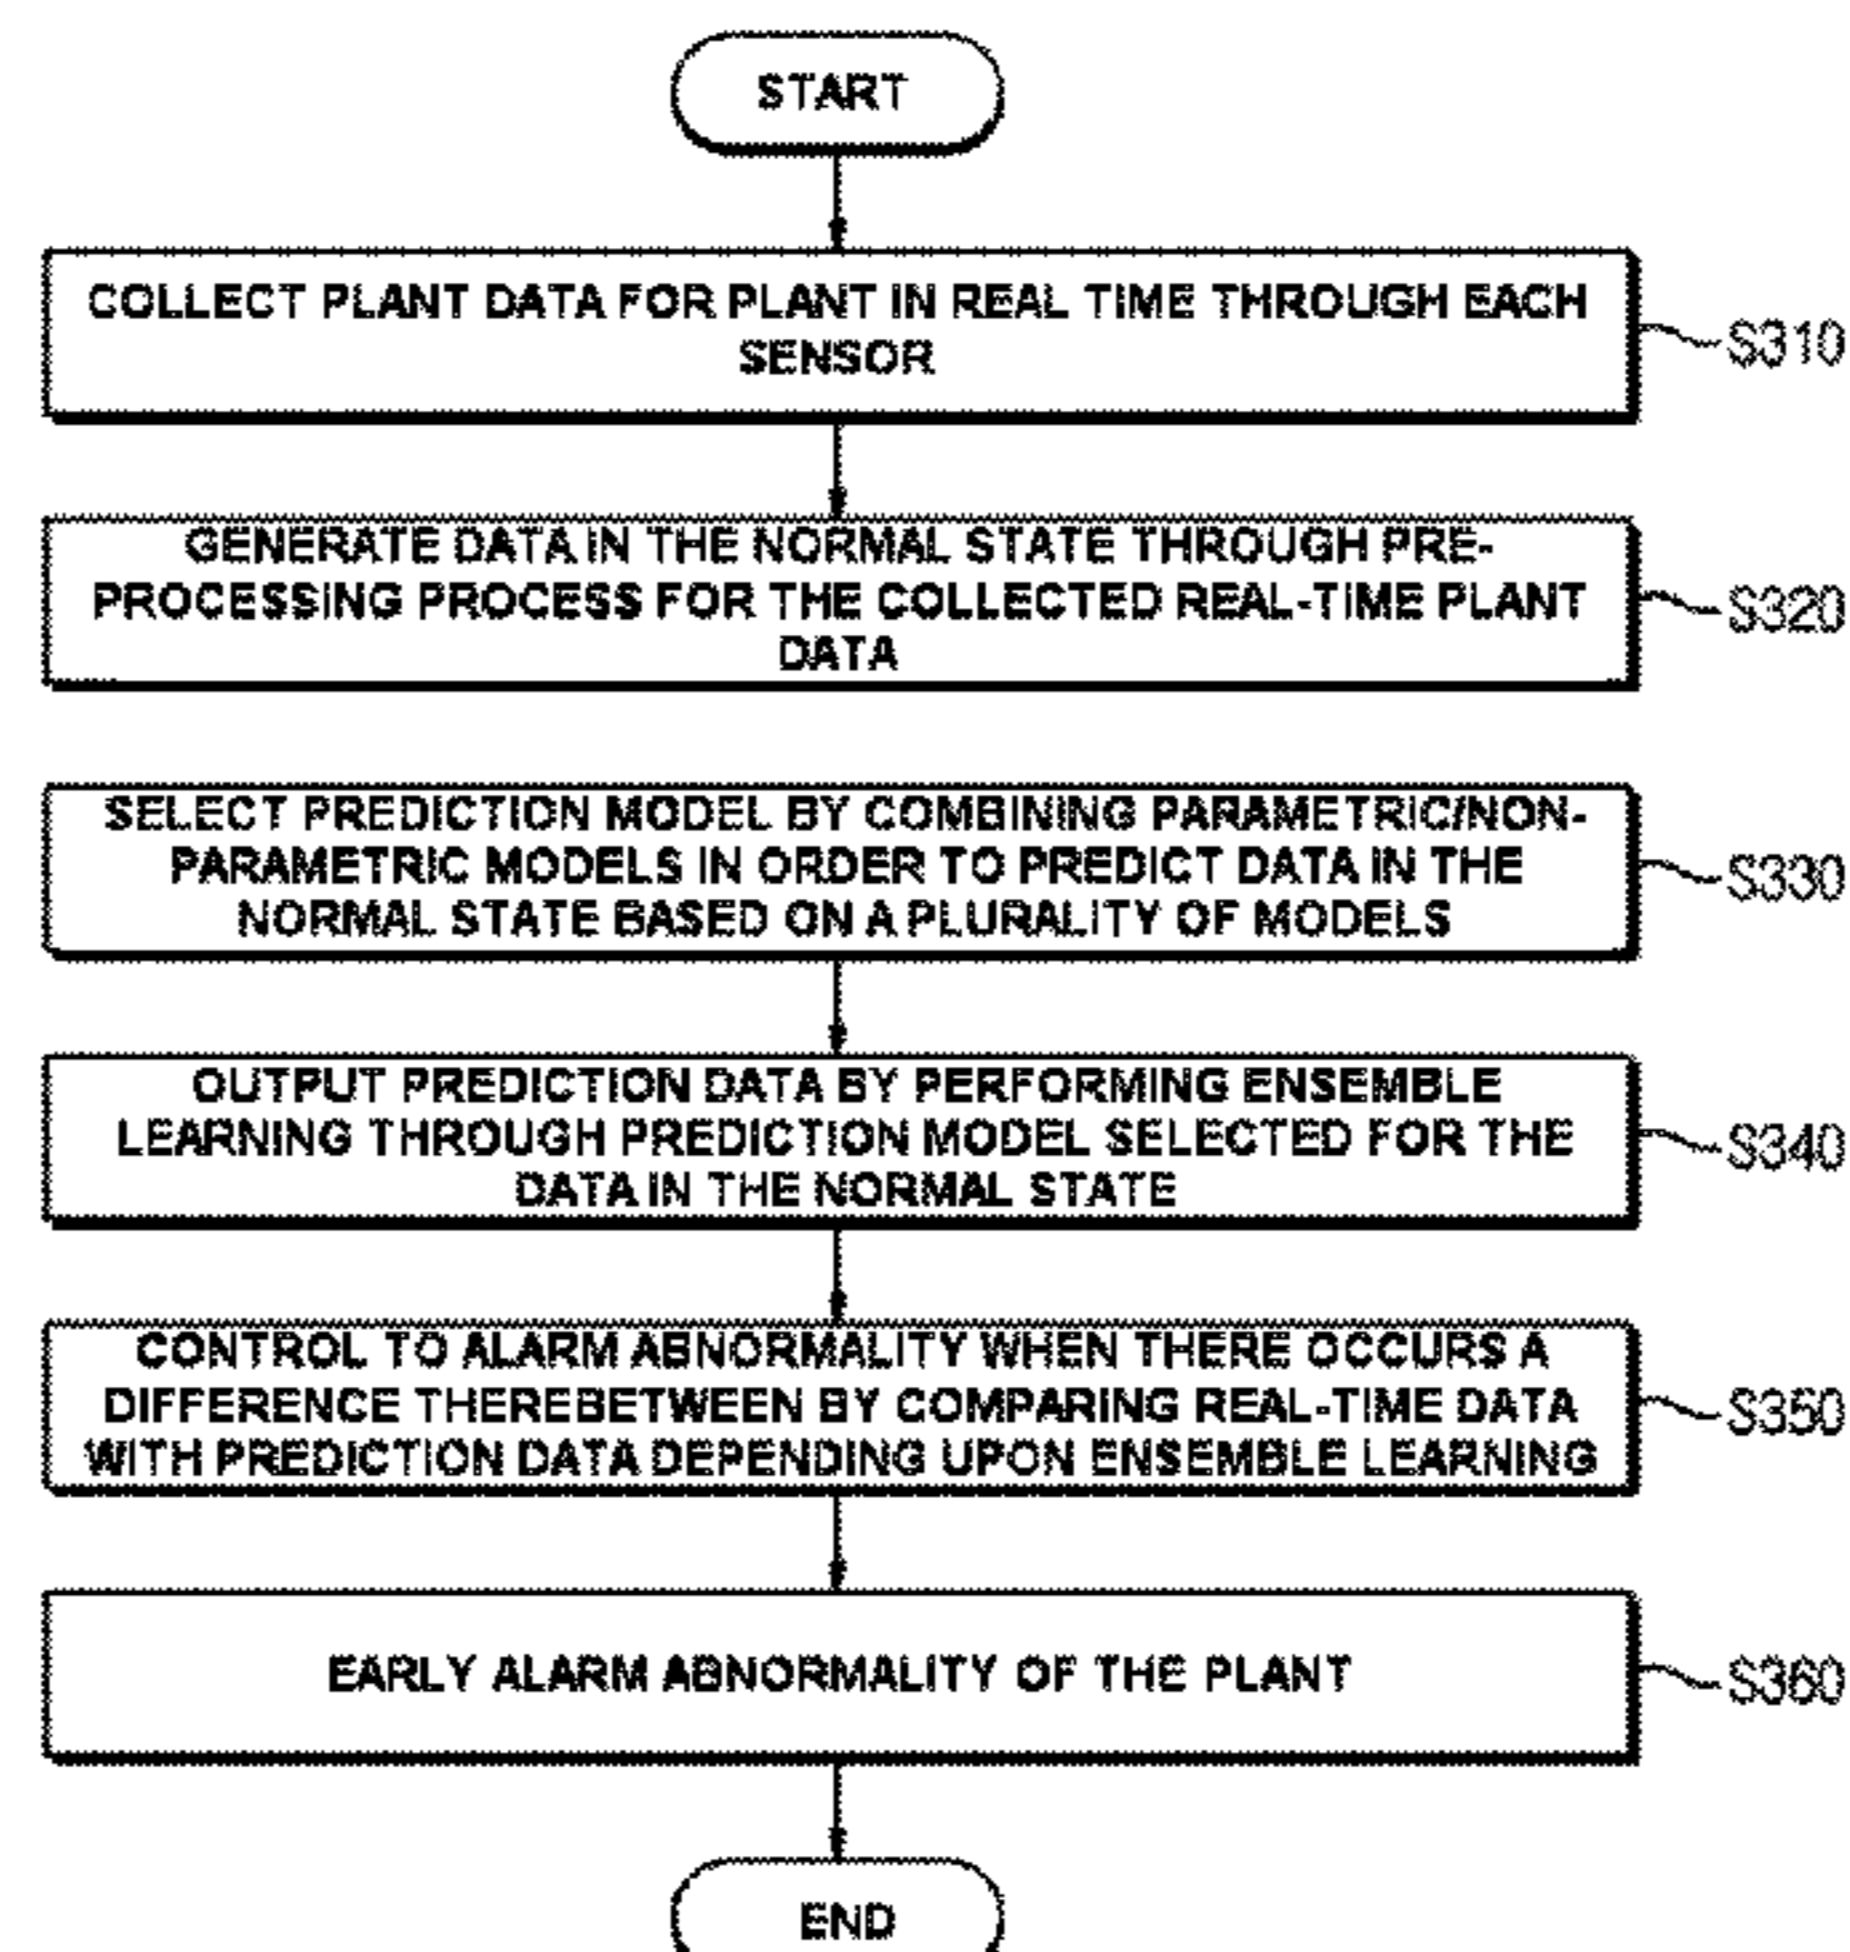 START
COLLECT PLANT DATA FOR PLANT IN REAL TIME THROUGH EACH
SENSOR
S310
GENERATE DATA IN THE NORMAL STATE THROUGH PRE-
PROCESSING PROCESS FOR THE COLLECTED REAL-TIME PLANT
DATA
S320
SELECT PREDICTION MODEL BY COMBINING PARAMETRIC/NON-
PARAMETRIC MODELS IN ORDER TO PREDICT DATA IN THE
NORMAL STATE BASED ON A PLURALITY OF MODELS
S330
OUTPUT PREDICTION DATA BY PERFORMING ENSEMBLE
LEARNING THROUGH PREDICTION MODEL SELECTED FOR THE
DATA IN THE NORMAL STATE
S340
CONTROL TO ALARM ABNORMALITY WHEN THERE OCCURS A
DIFFERENCE THEREBETWEEN BY COMPARING REAL-TIME DATA
WITH PREDICTION DATA DEPENDING UPON ENSEMBLE LEARNING
S350
EARLY ALARM ABNORMALITY OF THE PLANT
S360
END